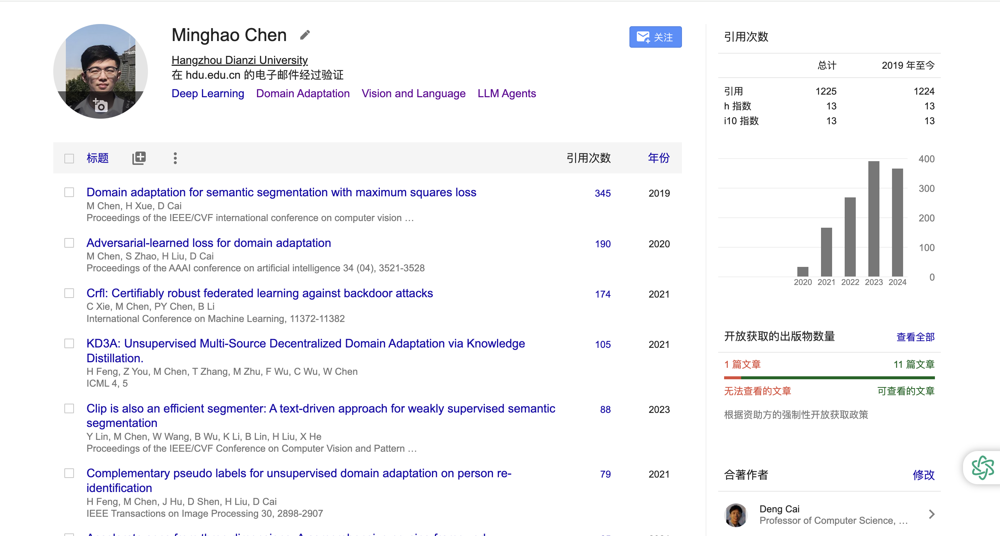 Minghao Chen
关注
Hangzhou Dianzi University
在 hdu.edu.cn 的电子邮件经过验证
Deep Learning Domain Adaptation Vision and Language LLM Agents
标题 引用次数 年份
Domain adaptation for semantic segmentation with maximum squares loss 345 2019
M Chen, H Xue, D Cai
Proceedings of the IEEE/CVF international conference on computer vision …
Adversarial-learned loss for domain adaptation 190 2020
M Chen, S Zhao, H Liu, D Cai
Proceedings of the AAAI conference on artificial intelligence 34 (04), 3521-3528
Crfl: Certifiably robust federated learning against backdoor attacks 174 2021
C Xie, M Chen, PY Chen, B Li
International Conference on Machine Learning, 11372-11382
KD3A: Unsupervised Multi-Source Decentralized Domain Adaptation via Knowledge 105 2021
Distillation.
H Feng, Z You, M Chen, T Zhang, M Zhu, F Wu, C Wu, W Chen
ICML 4, 5
Clip is also an efficient segmenter: A text-driven approach for weakly supervised semantic 88 2023
segmentation
Y Lin, M Chen, W Wang, B Wu, K Li, B Lin, H Liu, X He
Proceedings of the IEEE/CVF Conference on Computer Vision and Pattern …
Complementary pseudo labels for unsupervised domain adaptation on person re- 79 2021
identification
H Feng, M Chen, J Hu, D Shen, H Liu, D Cai
IEEE Transactions on Image Processing 30, 2898-2907
引用次数
总计 2019 年至今
引用 1225 1224
h 指数 13 13
i10 指数 13 13
400
300
200
100
0
2020 2021 2022 2023 2024
开放获取的出版物数量 查看全部
1 篇文章 11 篇文章
无法查看的文章 可查看的文章
根据资助方的强制性开放获取政策
合著作者 修改
Deng Cai
Professor of Computer Science, …